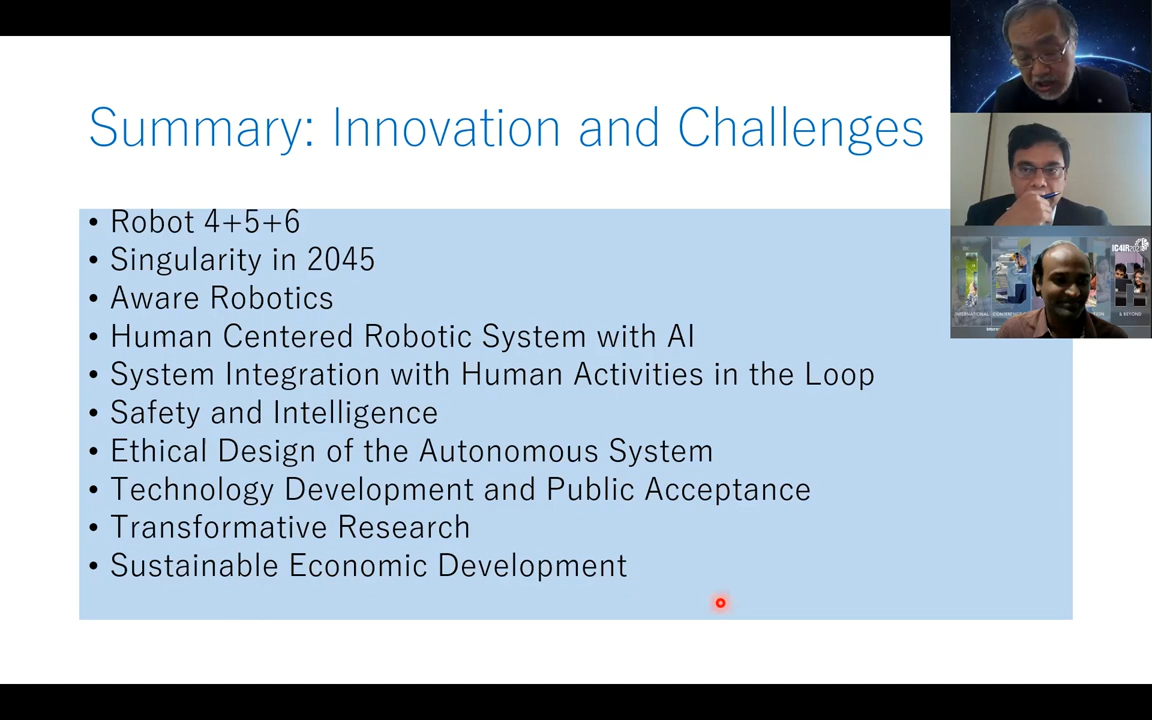 Summary: Innovation and Challenges
• Robot 4+5+6
• Singularity in 2045
• Aware Robotics
• Human Centered Robotic System with AI
• System Integration with Human Activities in the Loop
• Safety and Intelligence
• Ethical Design of the Autonomous System
• Technology Development and Public Acceptance
• Transformative Research
• Sustainable Economic Development
INTERNATIONAL
& BEYOND